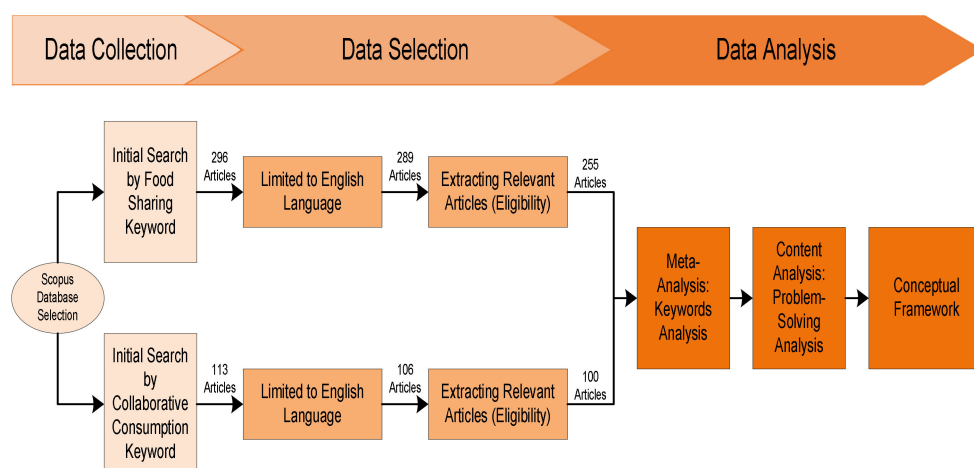 Data Collection
Data Selection
Data Analysis
Initial Search
by Food
Sharing
Keyword
296
Articles
Limited to English
Language
289
Articles
Extracting Relevant
Articles (Eligibility)
255
Articles
Scopus
Database
Selection
Meta-
Analysis:
Keywords
Analysis
Content
Analysis:
Problem-
Solving
Analysis
Conceptual
Framework
Initial Search
by
Collaborative
Consumption
Keyword
113
Articles
Limited to English
Language
106
Articles
Extracting Relevant
Articles (Eligibility)
100
Articles